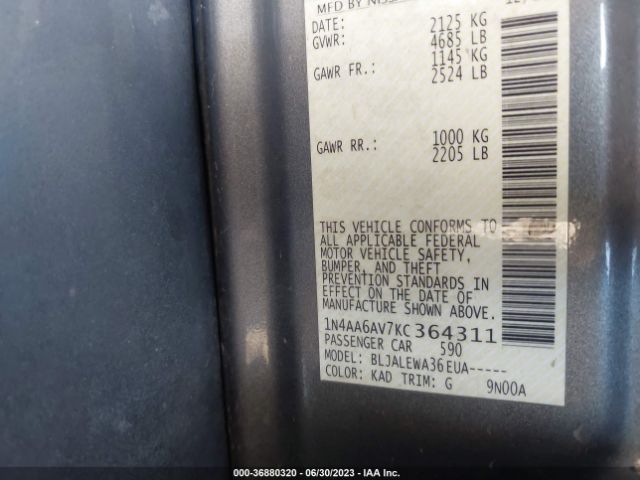 MFD BY NISS
DATE: 2125 KG
GVWR: 4685 LB
1145 KG
GAWR FR.: 2524 LB
1000 KG
GAWR RR.: 2205 LB
THIS VEHICLE CONFORMS TO
ALL APPLICABLE FEDERAL
MOTOR VEHICLE SAFETY,
BUMPER, AND THEFT
PREVENTION STANDARDS IN
EFFECT ON THE DATE OF
MANUFACTURE SHOWN ABOVE.
1N4AA6AV7KC364311
PASSENGER CAR 590
MODEL: BLJALEWA36EUA-----
COLOR: KAD TRIM: G 9N00A
000-36880320 - 06/30/2023 - IAA Inc.